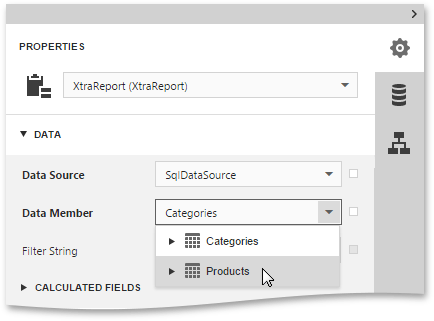 PROPERTIES
XtraReport (XtraReport)
DATA
Data Source SqlDataSource
Data Member Categories
Categories
Filter String
Products
CALCULATED FIELDS